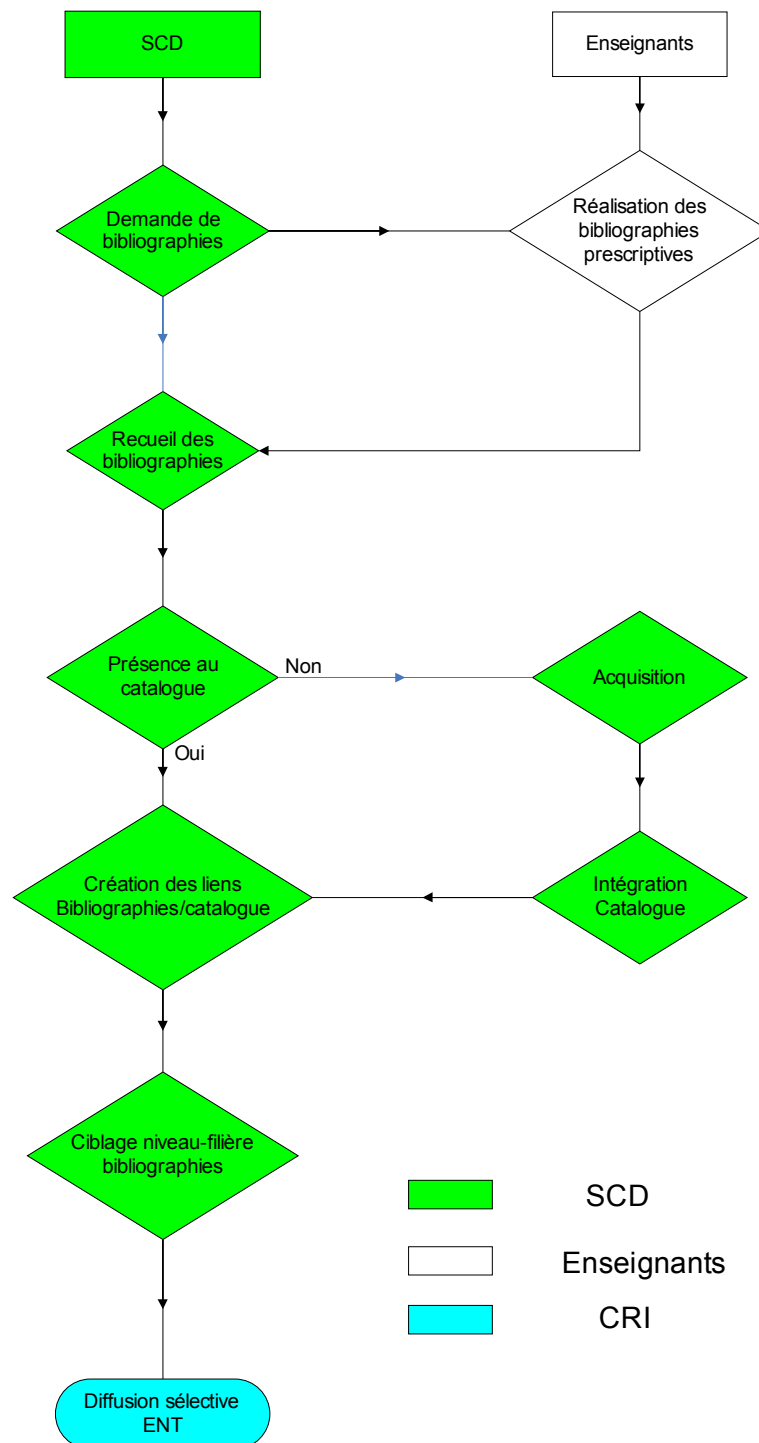 SCD
Enseignants
Demande de
bibliographies
Réalisation des
bibliographies
prescriptives
Recueil des
bibliographies
Présence au
catalogue
Non
Acquisition
Oui
Création des liens
Bibliographies/catalogue
Intégration
Catalogue
Ciblage niveau-filière
bibliographies
SCD
Enseignants
CRI
Diffusion sélective
ENT